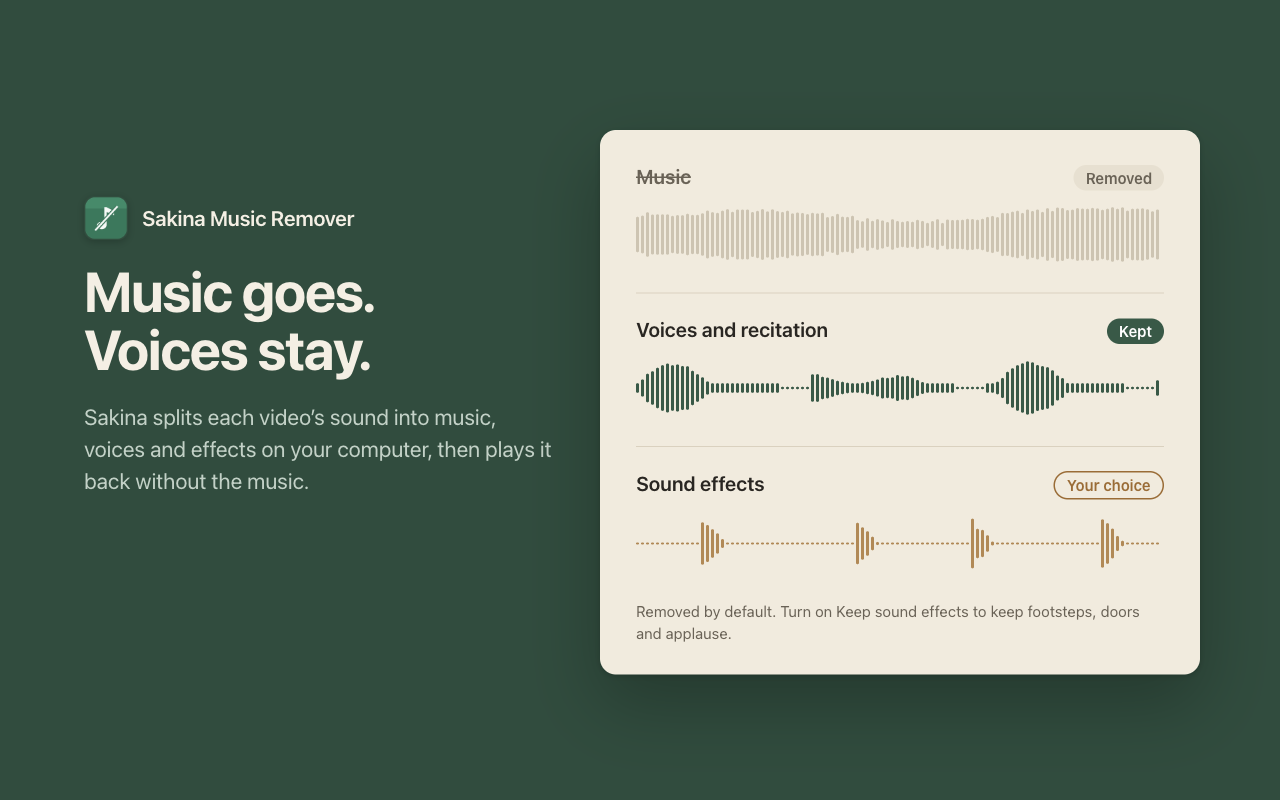 Sakina Music Remover
Music goes.
Voices stay.
Sakina splits each video’s sound into music,
voices and effects on your computer, then plays it
back without the music.
Music
Removed
Voices and recitation
Kept
Sound effects
Your choice
Removed by default. Turn on Keep sound effects to keep footsteps, doors
and applause.